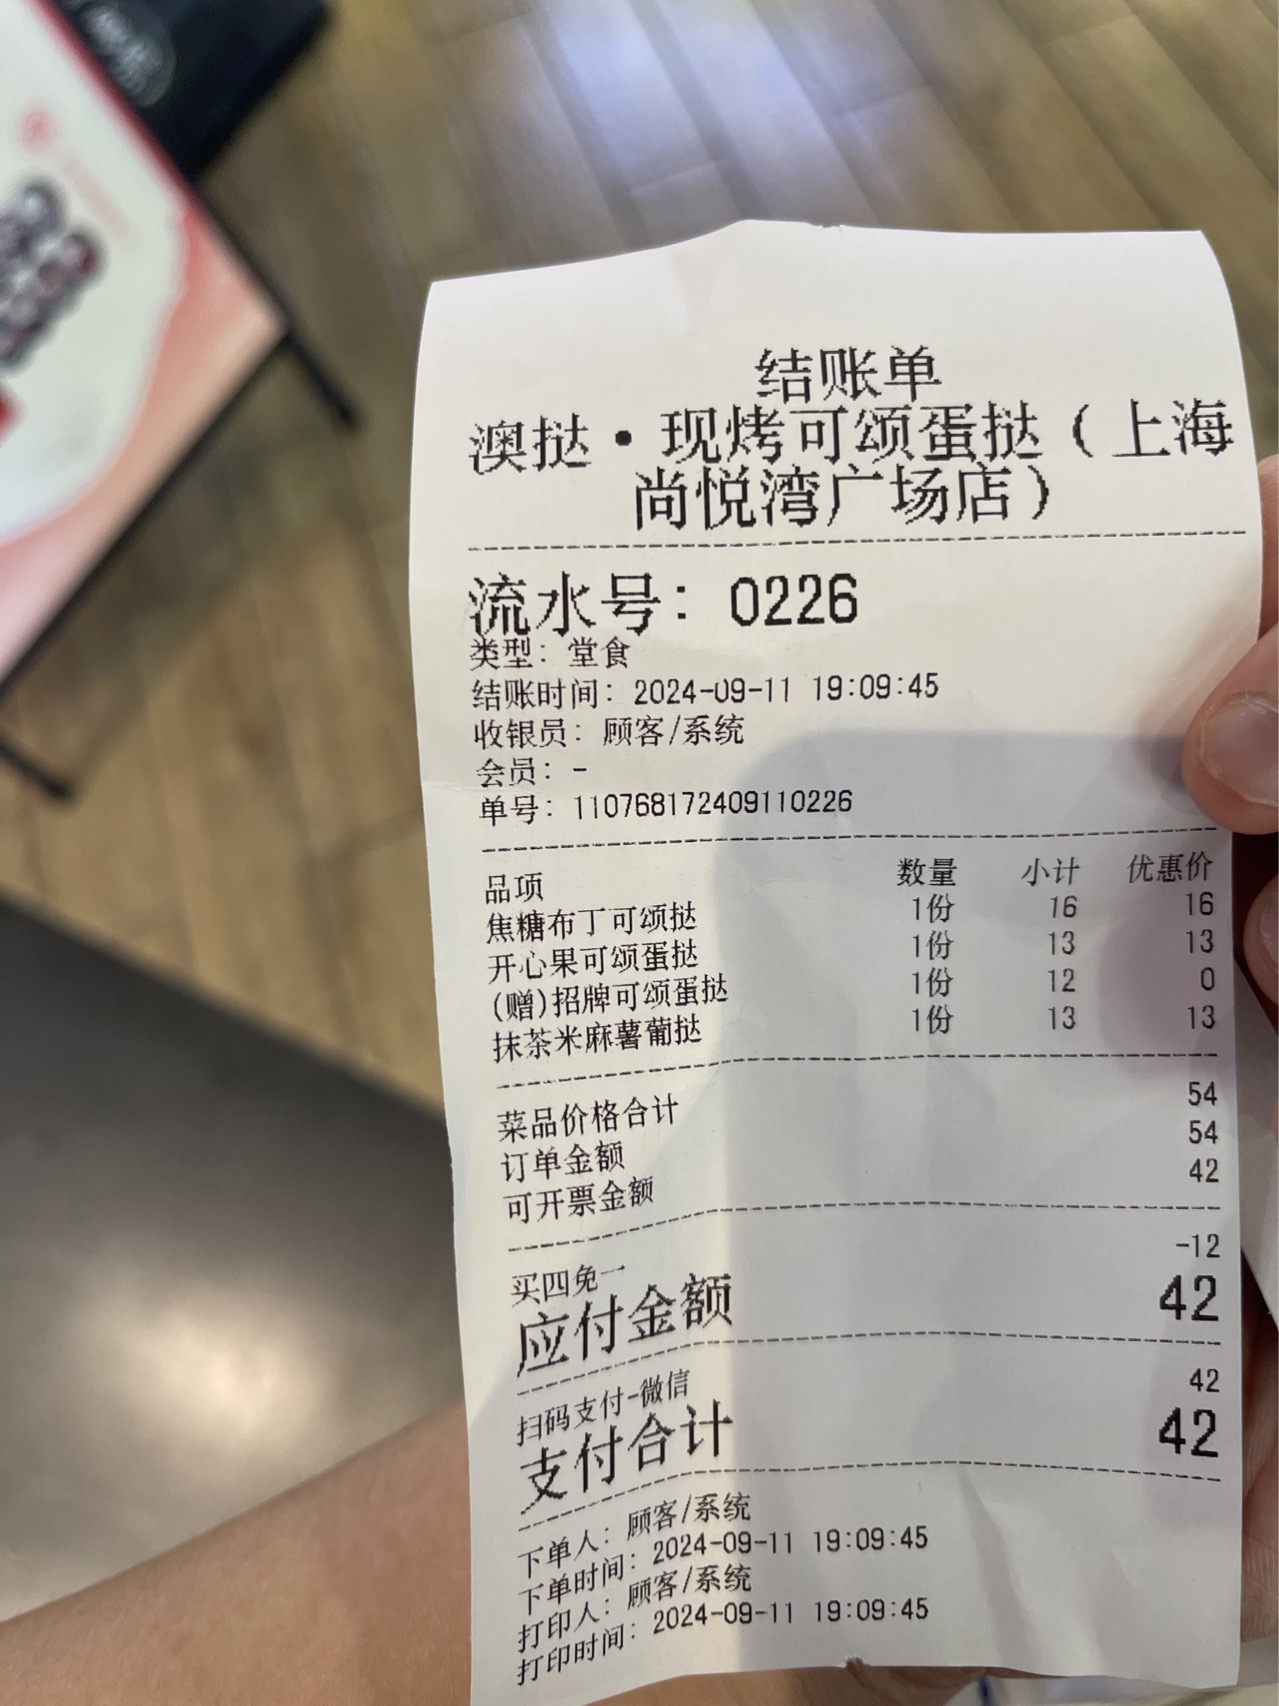 结账单
澳挞·现烤可颂蛋挞（上海
尚悦湾广场店）
流水号：0226
类型：堂食
结账时间：2024-09-11 19:09:45
收银员：顾客/系统
会员：-
单号：110768172409110226
品项 数量 小计 优惠价
焦糖布丁可颂挞 1份 16 16
开心果可颂蛋挞 1份 13 13
(赠)招牌可颂蛋挞 1份 12 0
抹茶米麻薯葡挞 1份 13 13
菜品价格合计 54
订单金额 54
可开票金额 42
买四免一 -12
应付金额 42
扫码支付-微信 42
支付合计 42
下单人：顾客/系统
下单时间：2024-09-11 19:09:45
打印人：顾客/系统
打印时间：2024-09-11 19:09:45